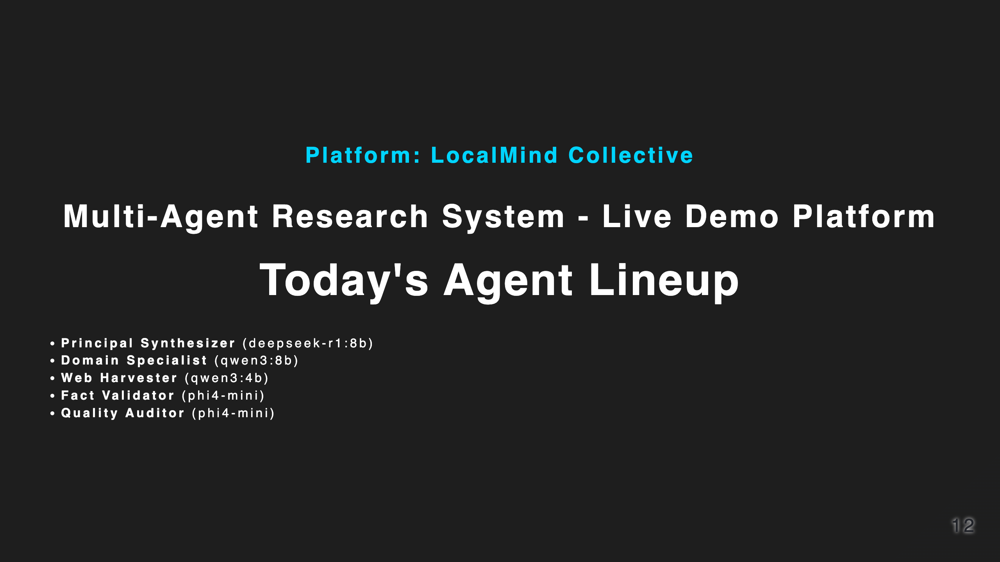 Platform: LocalMind Collective
Multi-Agent Research System - Live Demo Platform
Today's Agent Lineup
• Principal Synthesizer (deepseek-r1:8b)
• Domain Specialist (qwen3:8b)
• Web Harvester (qwen3:4b)
• Fact Validator (phi4-mini)
• Quality Auditor (phi4-mini)
12